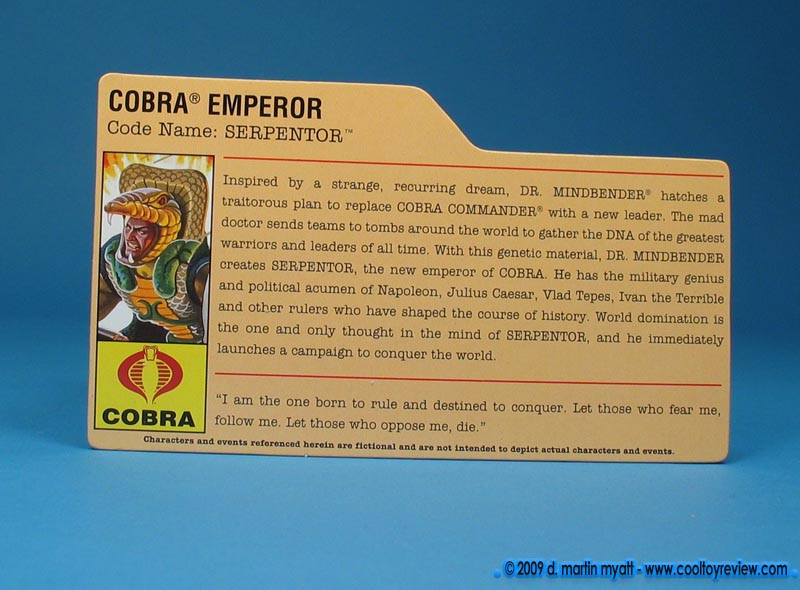 COBRA® EMPEROR
Code Name: SERPENTOR™
Inspired by a strange, recurring dream, DR. MINDBENDER® hatches a
traitorous plan to replace COBRA COMMANDER® with a new leader. The mad
doctor sends teams to tombs around the world to gather the DNA of the greatest
warriors and leaders of all time. With this genetic material, DR. MINDBENDER
creates SERPENTOR, the new emperor of COBRA. He has the military genius
and political acumen of Napoleon, Julius Caesar, Vlad Tepes, Ivan the Terrible
and other rulers who have shaped the course of history. World domination is
the one and only thought in the mind of SERPENTOR, and he immediately
launches a campaign to conquer the world.
COBRA
“I am the one born to rule and destined to conquer. Let those who fear me,
follow me. Let those who oppose me, die.”
Characters and events referenced herein are fictional and are not intended to depict actual characters and events.
© 2009 d. martin myatt - www.cooltoyreview.com